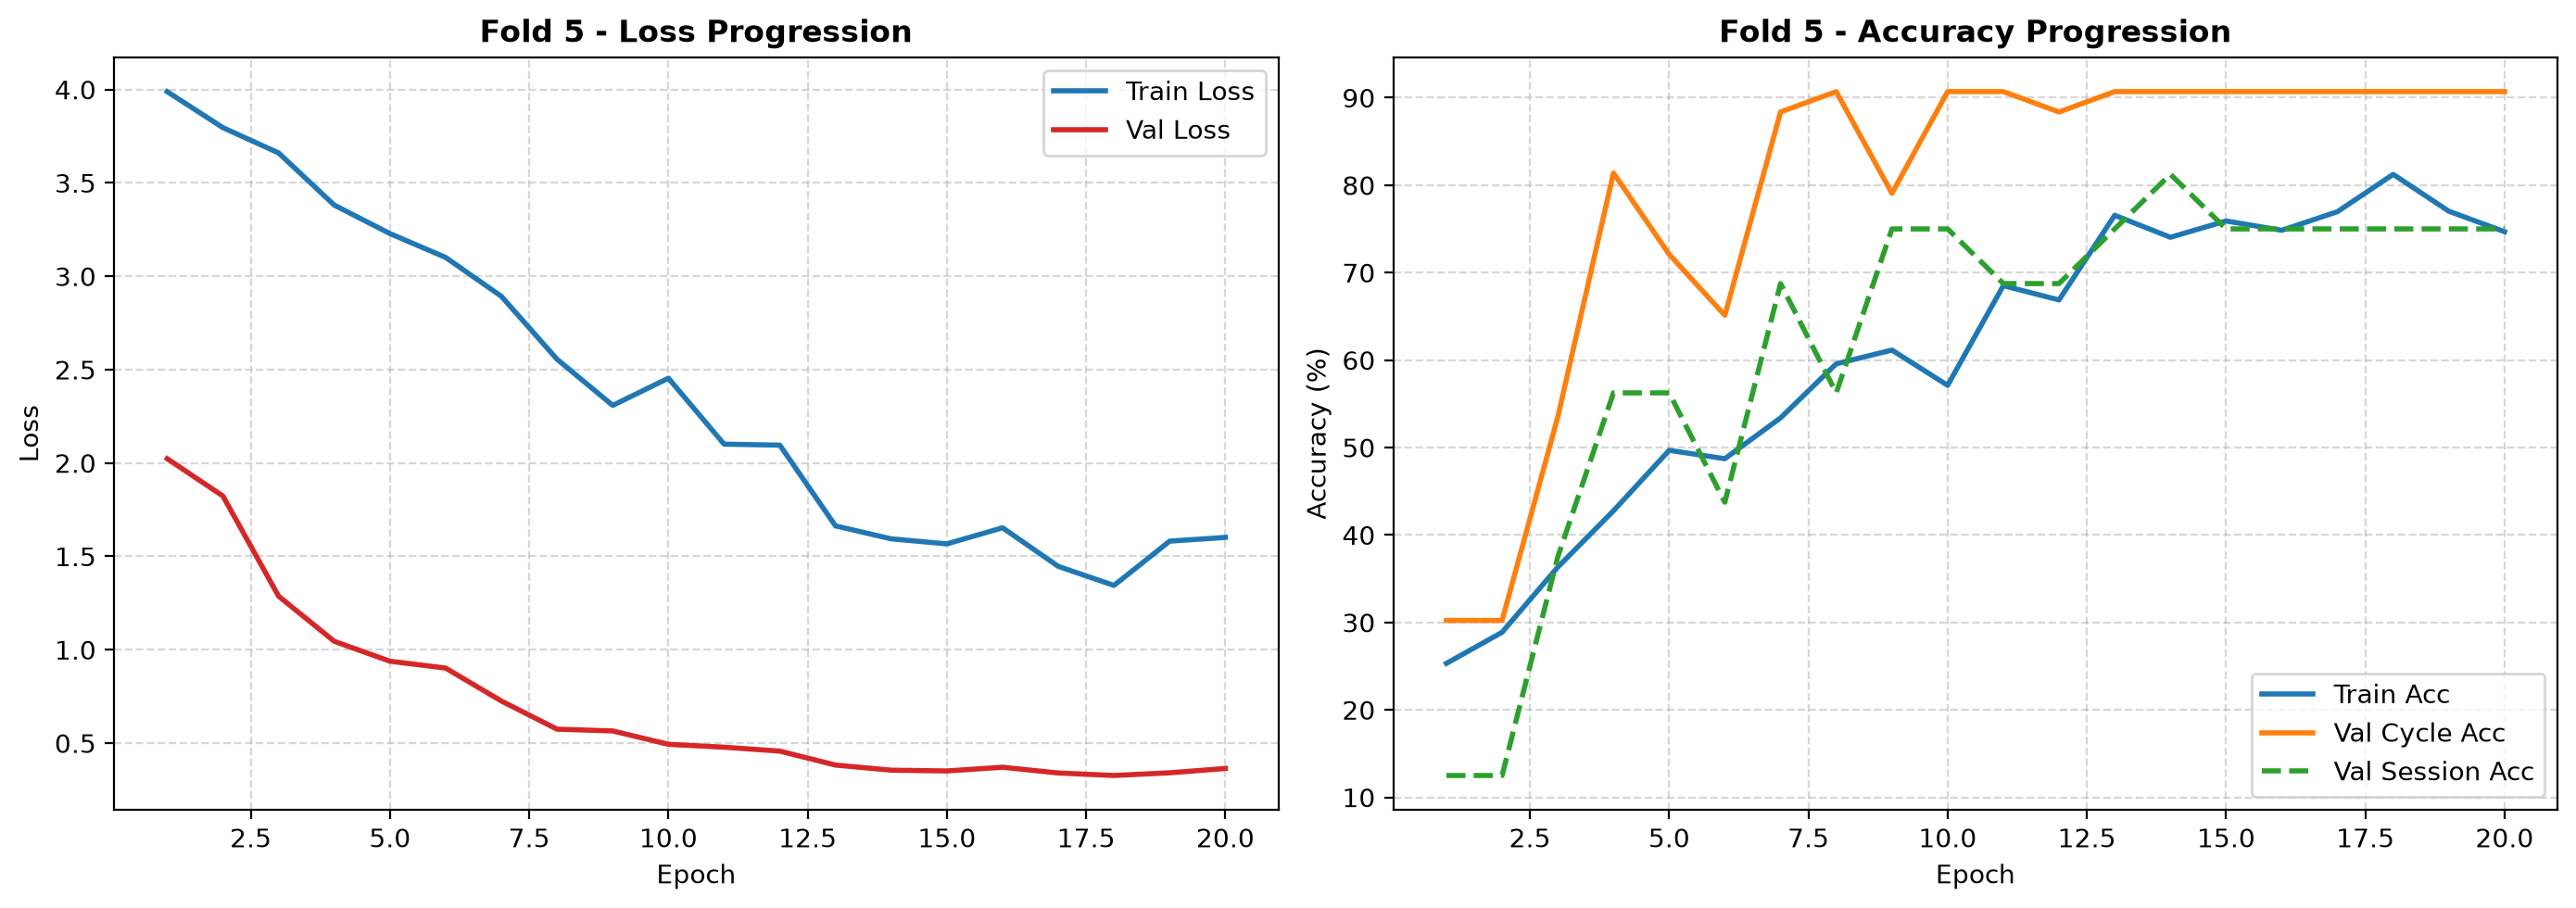 Fold 5 - Loss Progression
Train Loss
Val Loss
4.0
3.5
3.0
2.5
2.0
1.5
1.0
0.5
Loss
2.5 5.0 7.5 10.0 12.5 15.0 17.5 20.0
Epoch
Fold 5 - Accuracy Progression
90
80
70
60
50
40
30
20
10
Accuracy (%)
Train Acc
Val Cycle Acc
Val Session Acc
2.5 5.0 7.5 10.0 12.5 15.0 17.5 20.0
Epoch